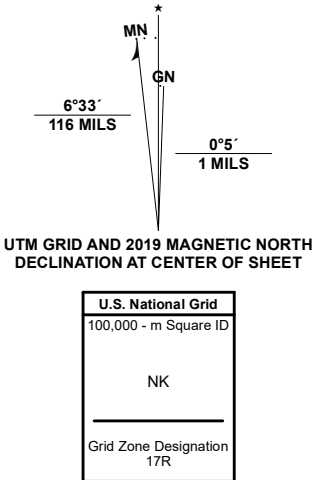 ★
MN
GN
6°33´
116 MILS
0°5´
1 MILS
UTM GRID AND 2019 MAGNETIC NORTH
DECLINATION AT CENTER OF SHEET
U.S. National Grid
100,000 - m Square ID
NK
Grid Zone Designation
17R